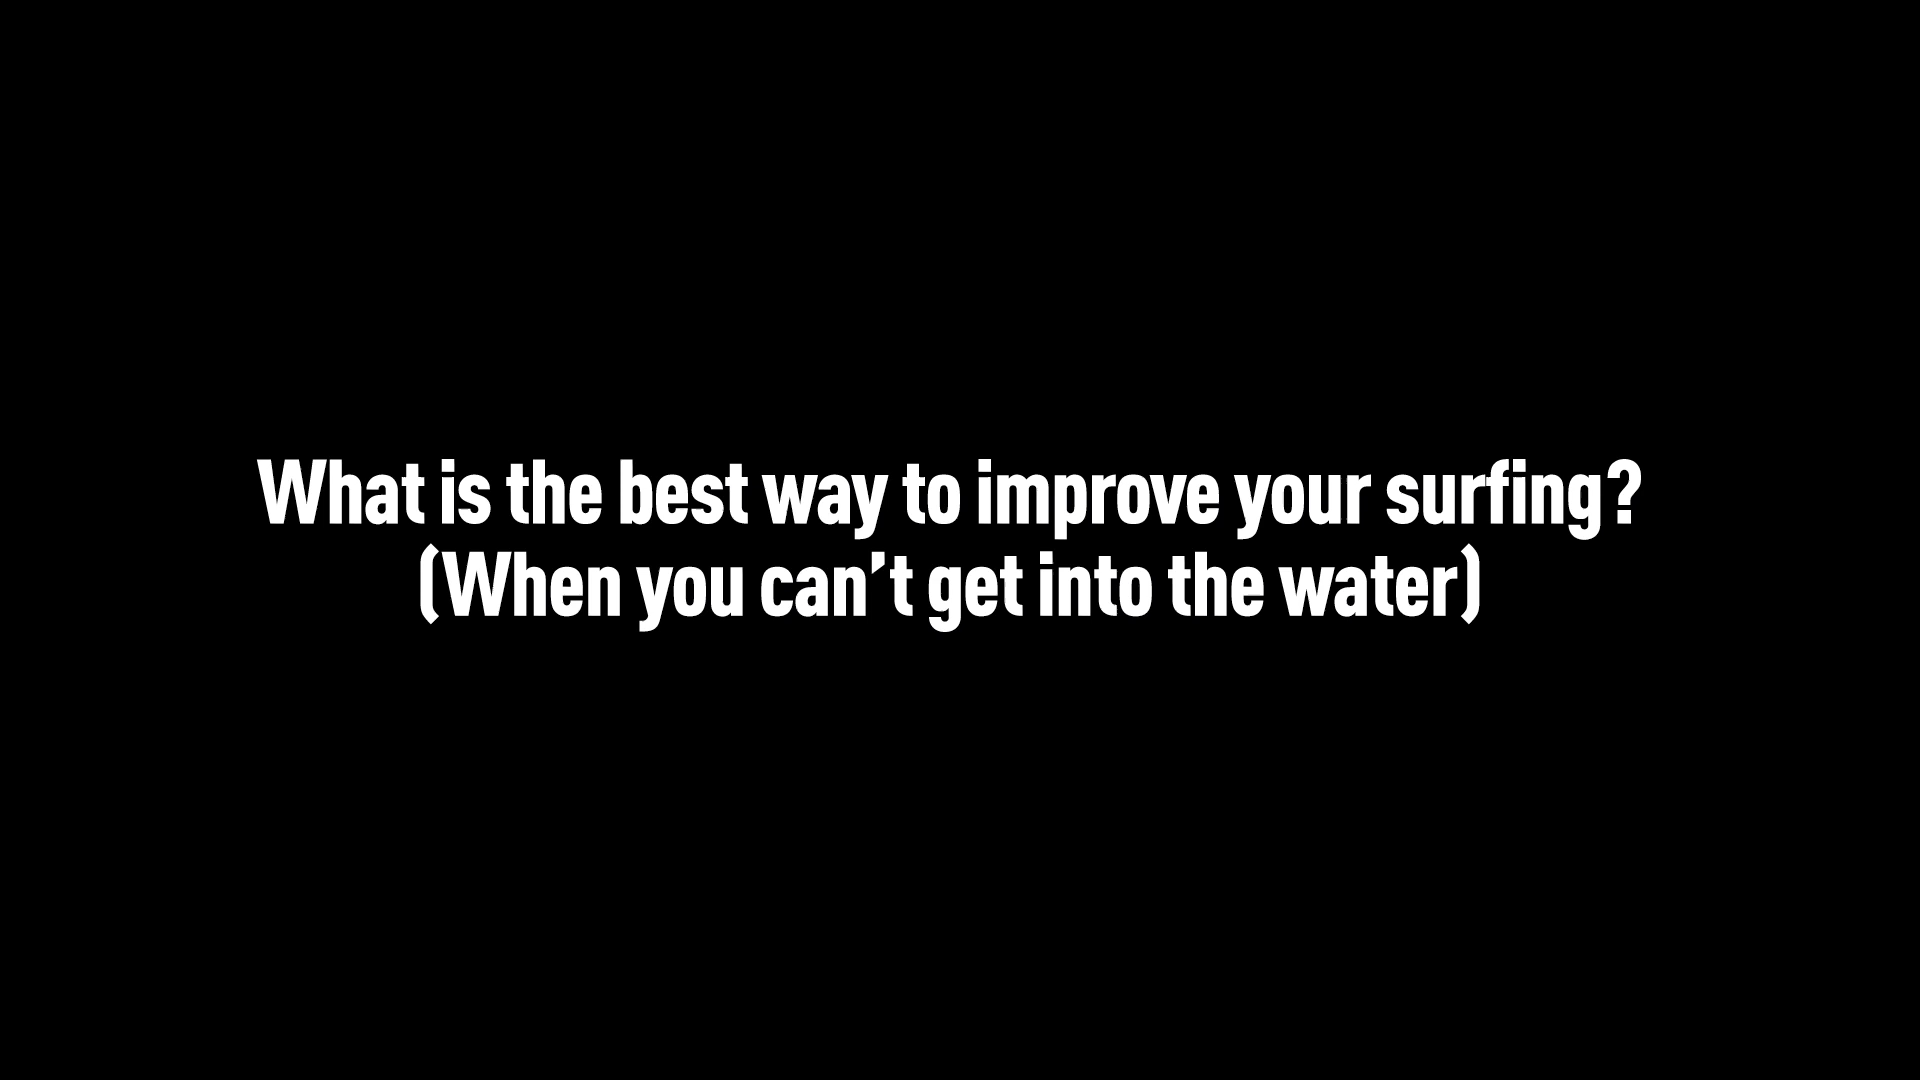 What is the best way to improve your surfing?
(When you can’t get into the water)